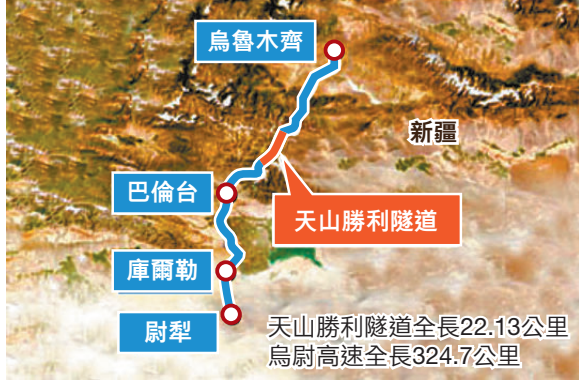 烏魯木齊
新疆
巴倫台
天山勝利隧道
庫爾勒
尉犁
天山勝利隧道全長22.13公里
烏尉高速全長324.7公里